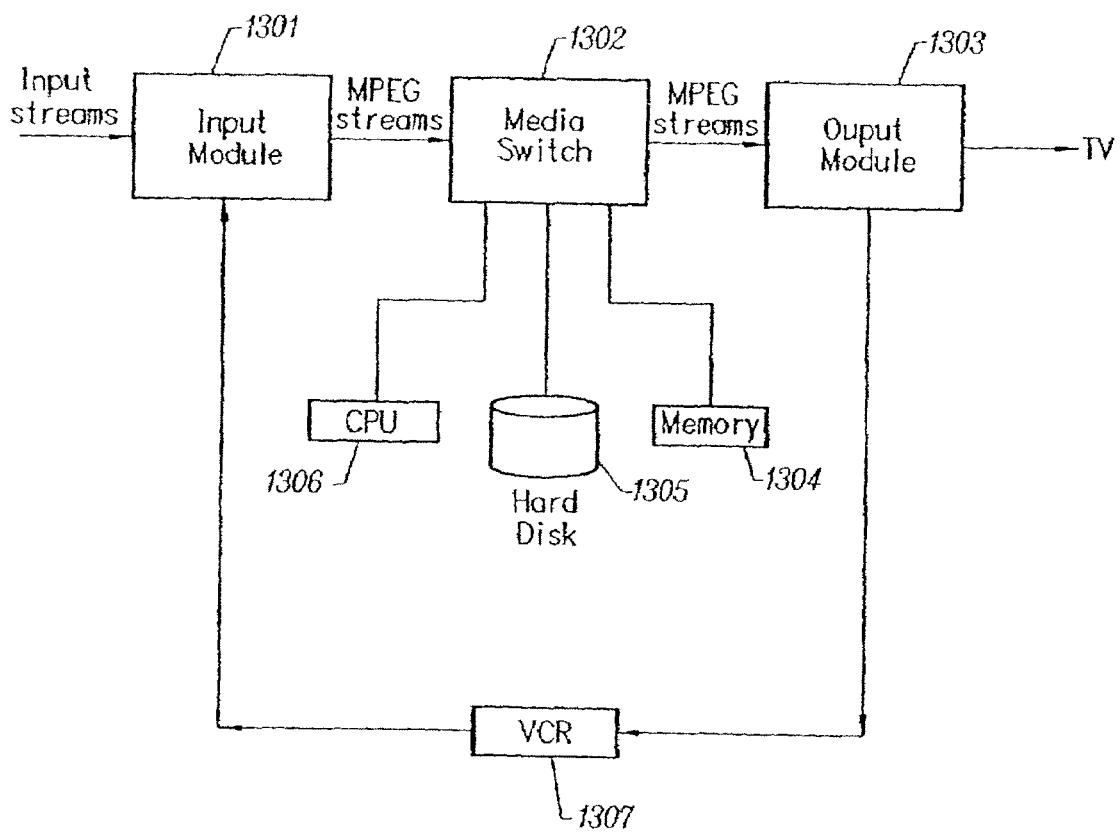 1301
1302
1303
Input
streams
Input
Module
MPEG
streams
Media
Switch
MPEG
streams
Ouput
Module
TV
CPU
1306
Hard
Disk
1305
Memory
1304
VCR
1307